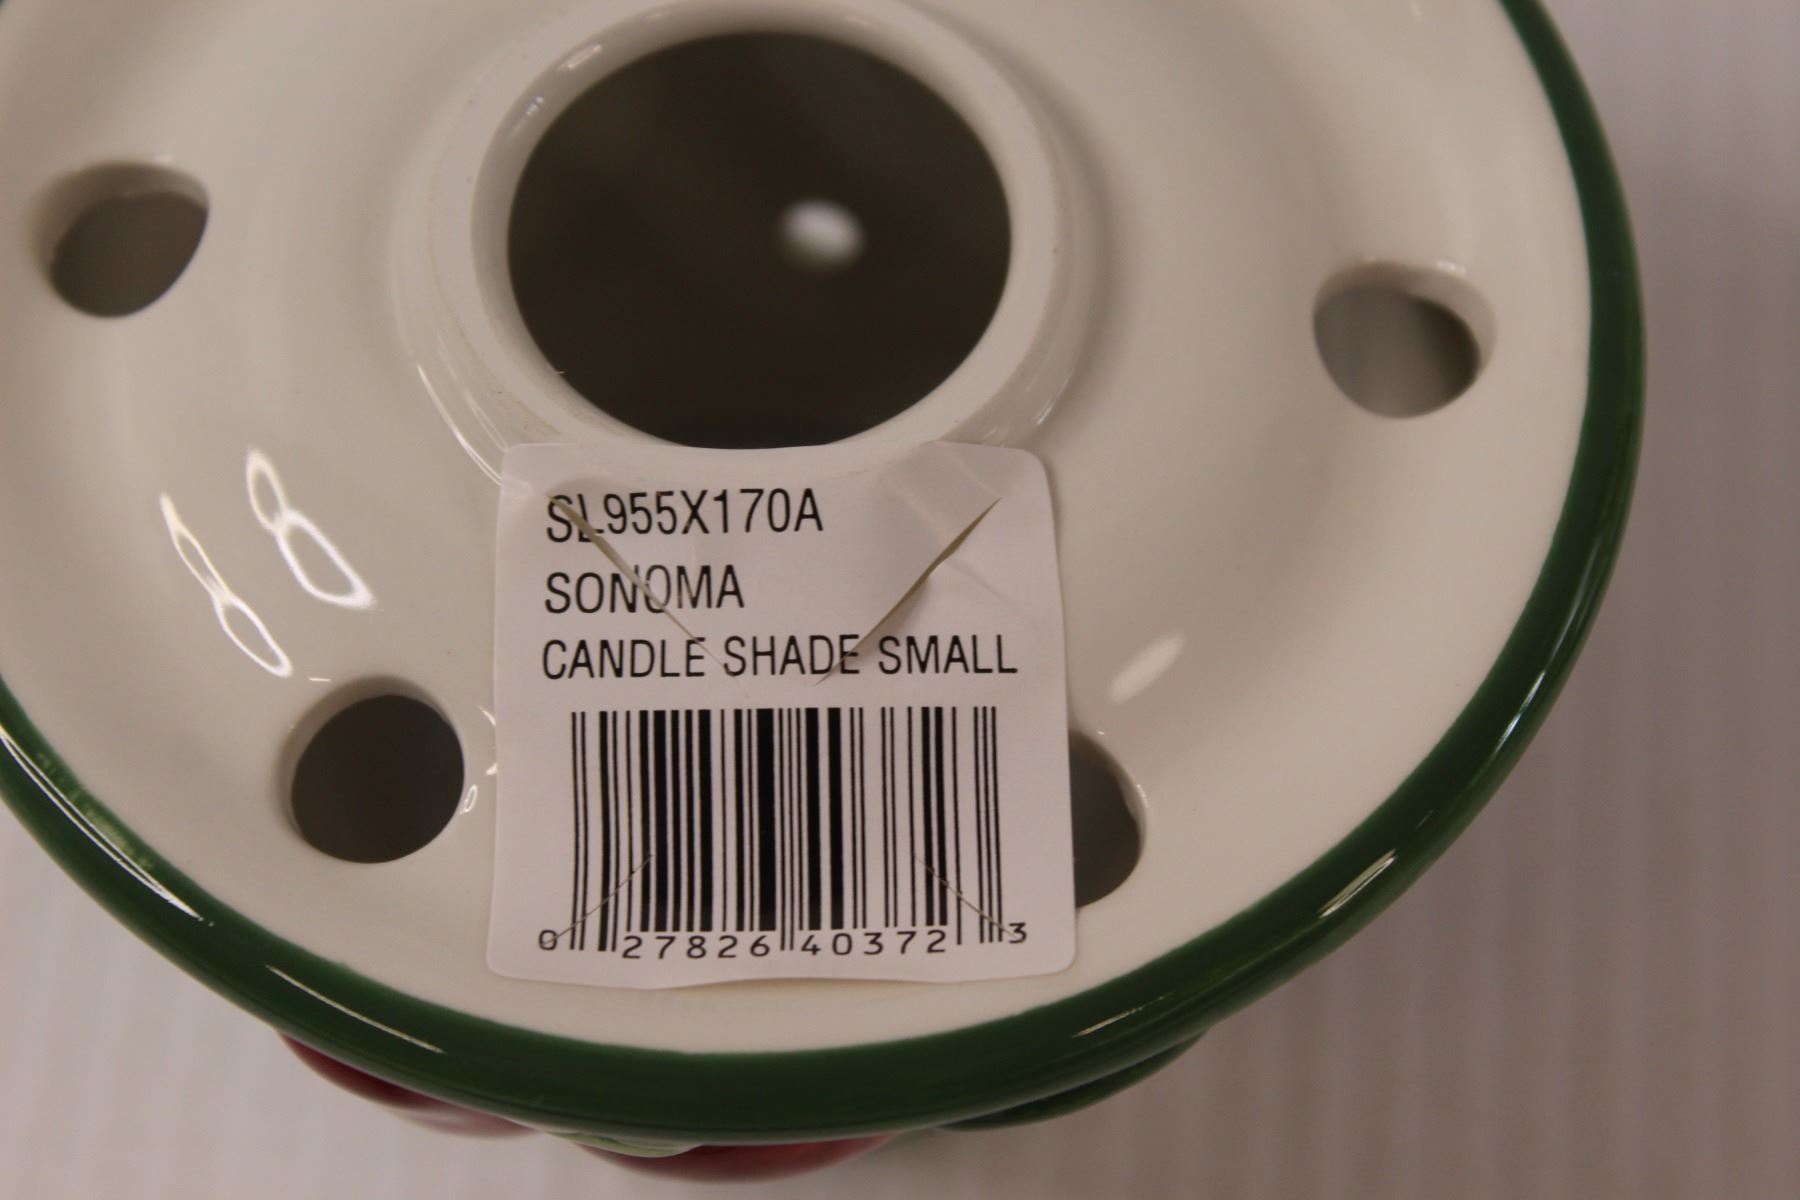 SL955X170A
SONOMA
CANDLE SHADE SMALL
0 27826 40372 3